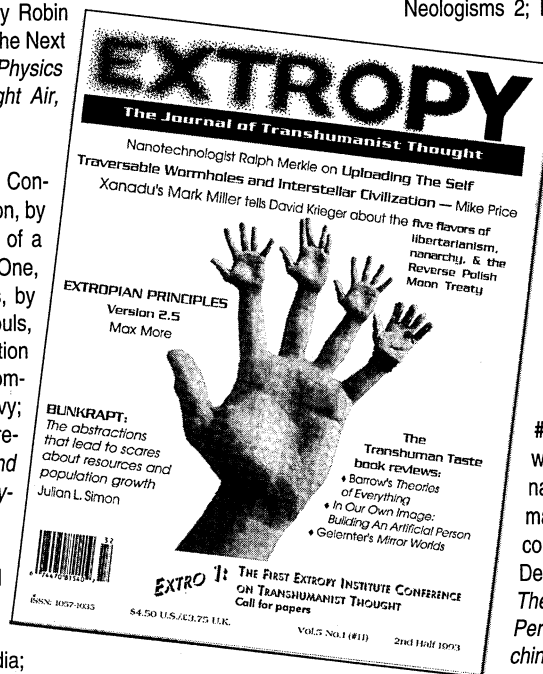 y Robin
he Next
Physics
ght Air,
Con-
on, by
of a
One,
s, by
ouls,
tion
om-
vy;
re-
nd
y-
dia;
Neologisms 2;
EXTROPY
The Journal of Transhumanist Thought
Nanotechnologist Ralph Merkle on Uploading The Self
Traversable Wormholes and Interstellar Civilization — Mike Price
Xanadu's Mark Miller tells David Krieger about the five flavors of
libertarianism,
nanarchy, & the
Reverse Polish
Moon Treaty
EXTROPIAN PRINCIPLES
Version 2.5
Max More
BUNKRAPT:
The abstractions
that lead to scares
about resources and
population growth
Julian L. Simon
The
Transhuman Taste
book reviews:
♦ Barrow's Theories
of Everything
♦ In Our Own Image:
Building An Artificial Person
♦ Gelernter's Mirror Worlds
EXTRO 1: THE FIRST EXTROPY INSTITUTE CONFERENCE
ON TRANSHUMANIST THOUGHT
Call for papers
32
ISSN: 1057-1035
$4.50 U.S./£3.75 U.K.
Vol.5 No.1 (#11)
2nd Half 1993
#
w
na
ma
co
De
The
Per
chin